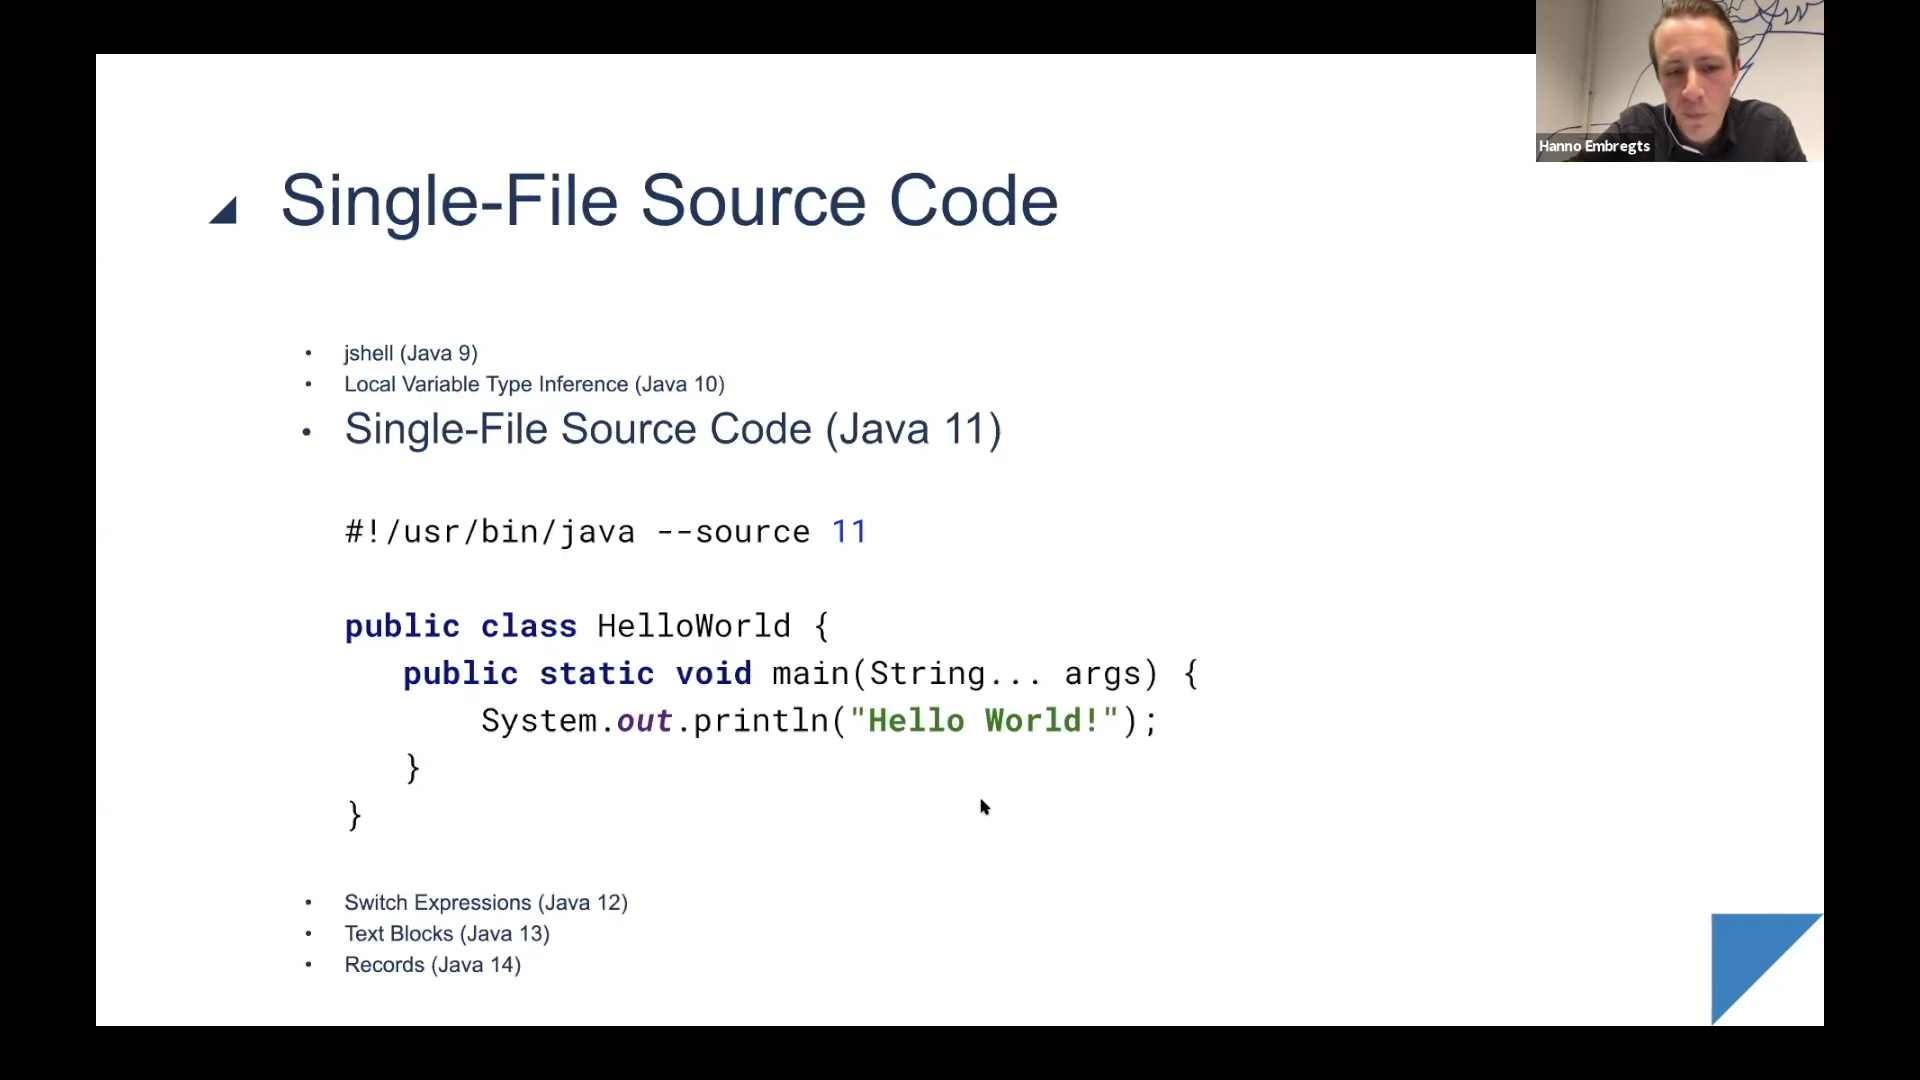 Hanno Embregts
Single-File Source Code
• jshell (Java 9)
• Local Variable Type Inference (Java 10)
• Single-File Source Code (Java 11)
#!/usr/bin/java --source 11
public class HelloWorld {
public static void main(String... args) {
System.out.println("Hello World!");
}
}
• Switch Expressions (Java 12)
• Text Blocks (Java 13)
• Records (Java 14)